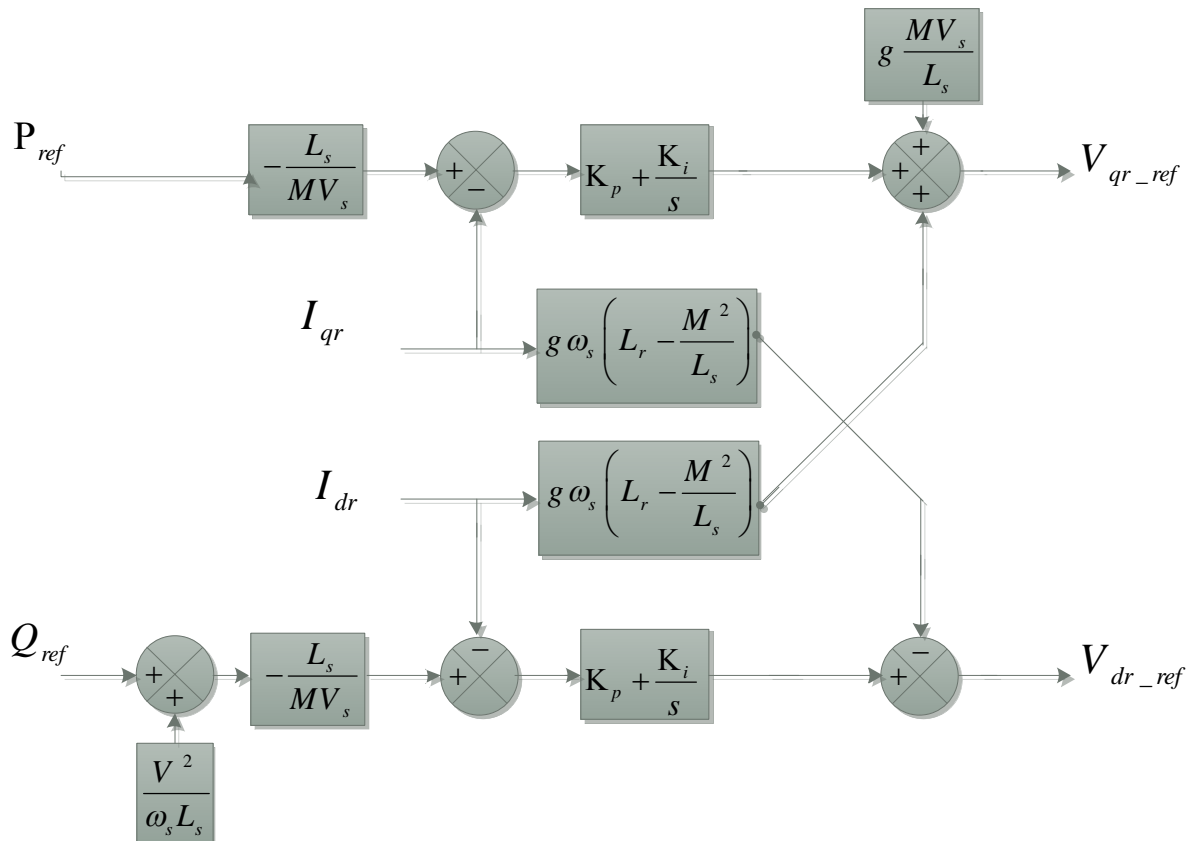 g MV_s / L_s
P_ref
- L_s / MV_s
+ −
K_p + K_i / s
+ + +
V_qr_ref
I_qr
g ω_s ( L_r − M^2 / L_s )
I_dr
g ω_s ( L_r − M^2 / L_s )
Q_ref
+ +
- L_s / MV_s
− +
K_p + K_i / s
− +
V_dr_ref
V^2 / ω_s L_s